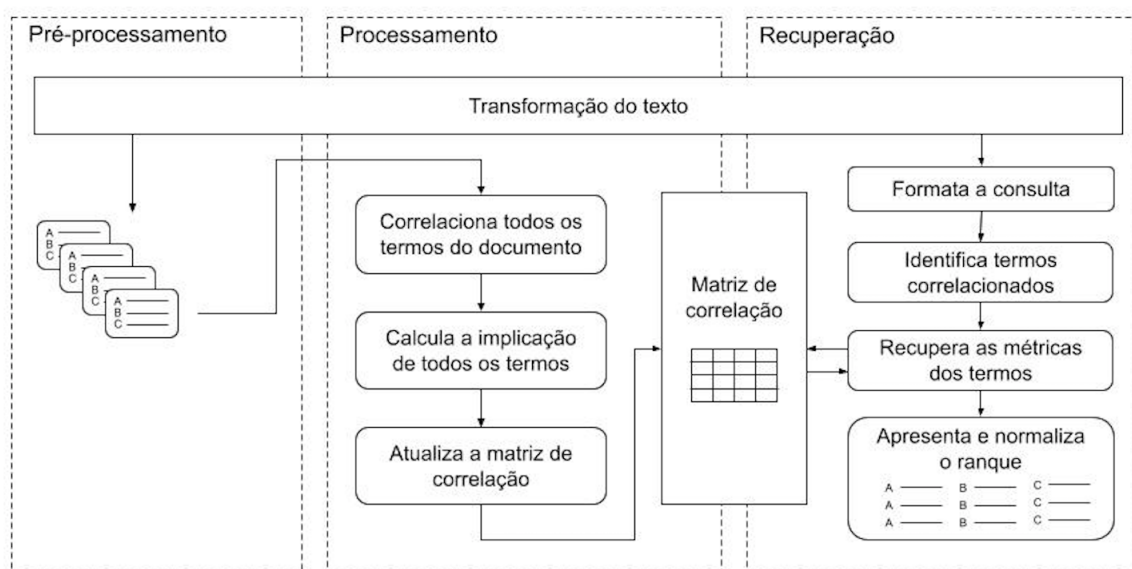 Pré-processamento
Processamento
Recuperação
Transformação do texto
A
B
C
A
B
C
A
B
C
A
B
C
Correlaciona todos os
termos do documento
Calcula a implicação
de todos os termos
Atualiza a matriz de
correlação
Matriz de
correlação
Formata a consulta
Identifica termos
correlacionados
Recupera as métricas
dos termos
Apresenta e normaliza
o ranque
A B C
A B C
A B C